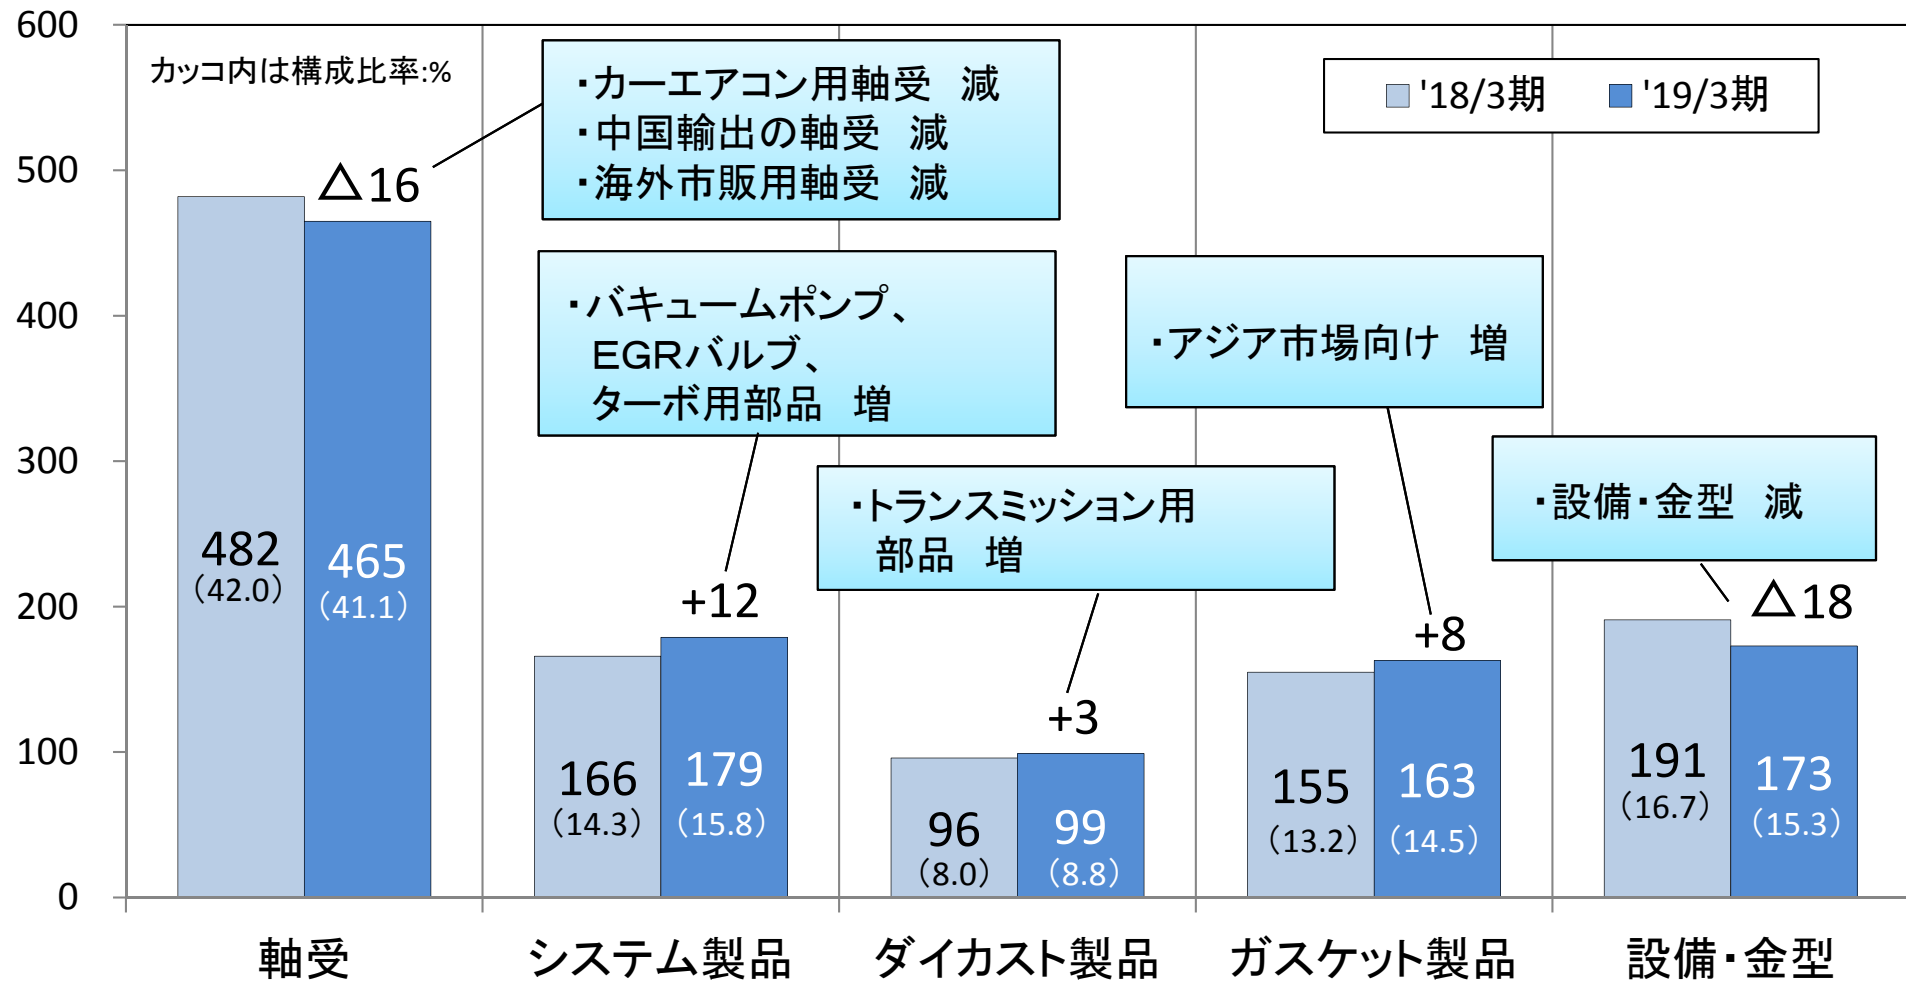 600
500
400
300
200
100
0
カッコ内は構成比率:%
・カーエアコン用軸受　減
・中国輸出の軸受　減
・海外市販用軸受　減
'18/3期 '19/3期
△16
・バキュームポンプ、
EGRバルブ、
ターボ用部品　増
・アジア市場向け　増
・トランスミッション用
部品　増
・設備・金型　減
482
(42.0)
465
(41.1)
+12
166
(14.3)
179
(15.8)
+3
96
(8.0)
99
(8.8)
+8
155
(13.2)
163
(14.5)
△18
191
(16.7)
173
(15.3)
軸受 システム製品 ダイカスト製品 ガスケット製品 設備・金型